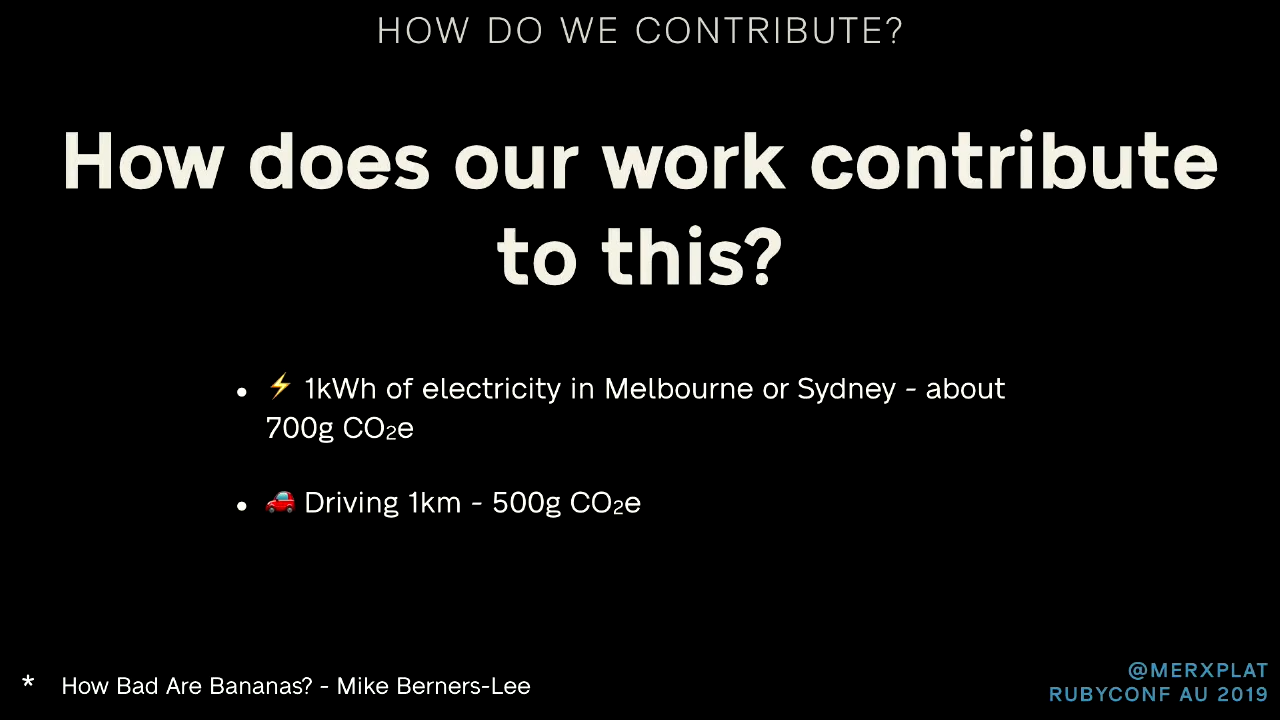 HOW DO WE CONTRIBUTE?
How does our work contribute
to this?
• ⚡ 1kWh of electricity in Melbourne or Sydney - about
700g CO₂e
• 🚗 Driving 1km - 500g CO₂e
* How Bad Are Bananas? - Mike Berners-Lee
@MERXPLAT
RUBYCONF AU 2019